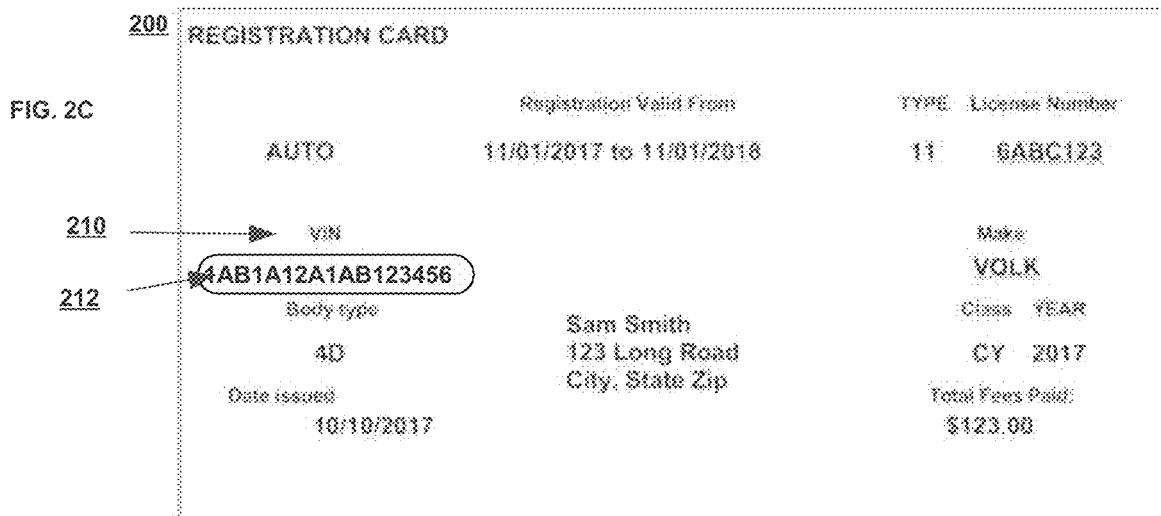 200 REGISTRATION CARD
FIG. 2C
Registration Valid From TYPE License Number
AUTO 11/01/2017 to 11/01/2018 11 6ABC123
210 VIN Make
1AB1A12A1AB123456 VOLK
212
Body type Class YEAR
Sam Smith
4D 123 Long Road CY 2017
City, State Zip
Date issued Total Fees Paid:
10/10/2017 $123.00